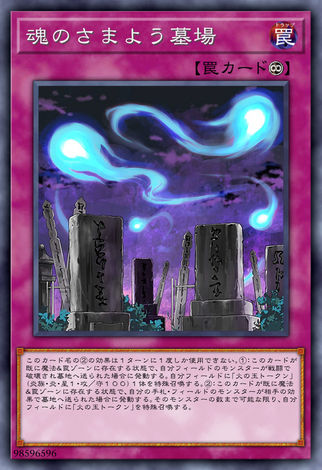 魂のさまよう墓場
トラップ
罠
【罠カード♾】
このカード名の②の効果は１ターンに１度しか使用できない。①：このカードが
既に魔法&罠ゾーンに存在する状態で、自分フィールドのモンスターが戦闘で
破壊され墓地へ送られた場合に発動する。自分フィールドに「火の玉トークン」
（炎族・炎・星１・攻／守１００）１体を特殊召喚する。②：このカードが既に魔法
&罠ゾーンに存在する状態で、自分の手札・フィールドのモンスターが相手の効
果で墓地へ送られた場合に発動する。そのモンスターの数まで可能な限り、自分
フィールドに「火の玉トークン」を特殊召喚する。
98596596